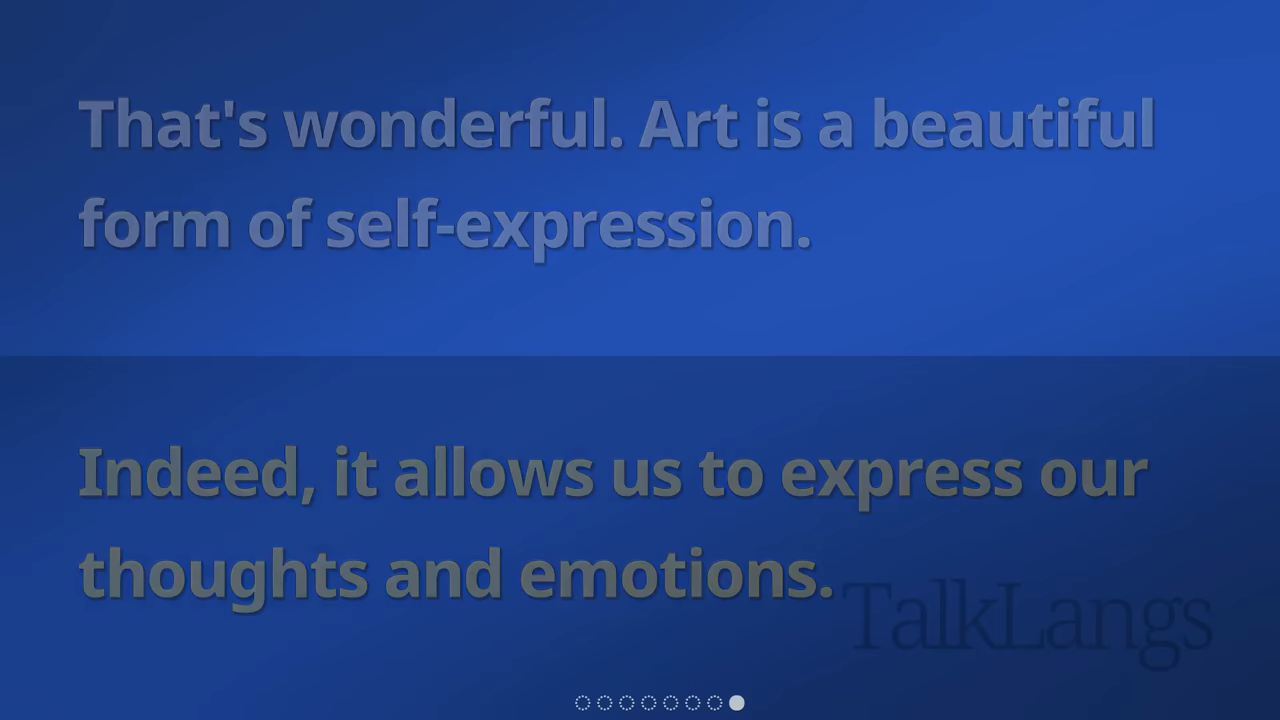 That's wonderful. Art is a beautiful
form of self-expression.
Indeed, it allows us to express our
thoughts and emotions.
TalkLangs